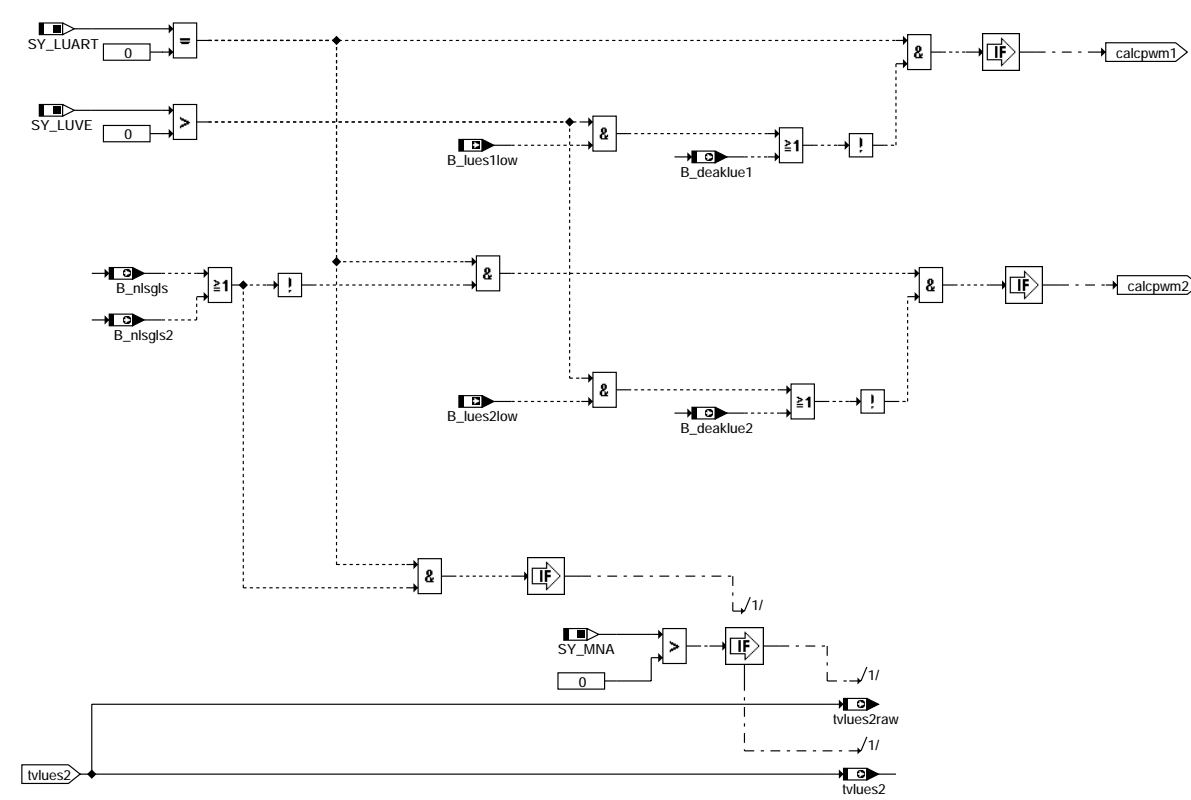 SY_LUART
0
=
&
IF
calcpwm1
SY_LUVE
0
>
B_lues1low
&
B_deaklue1
≥1
!
B_nlsgls
B_nlsgls2
≥1
!
&
&
IF
calcpwm2
B_lues2low
&
B_deaklue2
≥1
!
&
IF
/1/
SY_MNA
0
>
IF
/1/
tvlues2raw
/1/
tvlues2
tvlues2